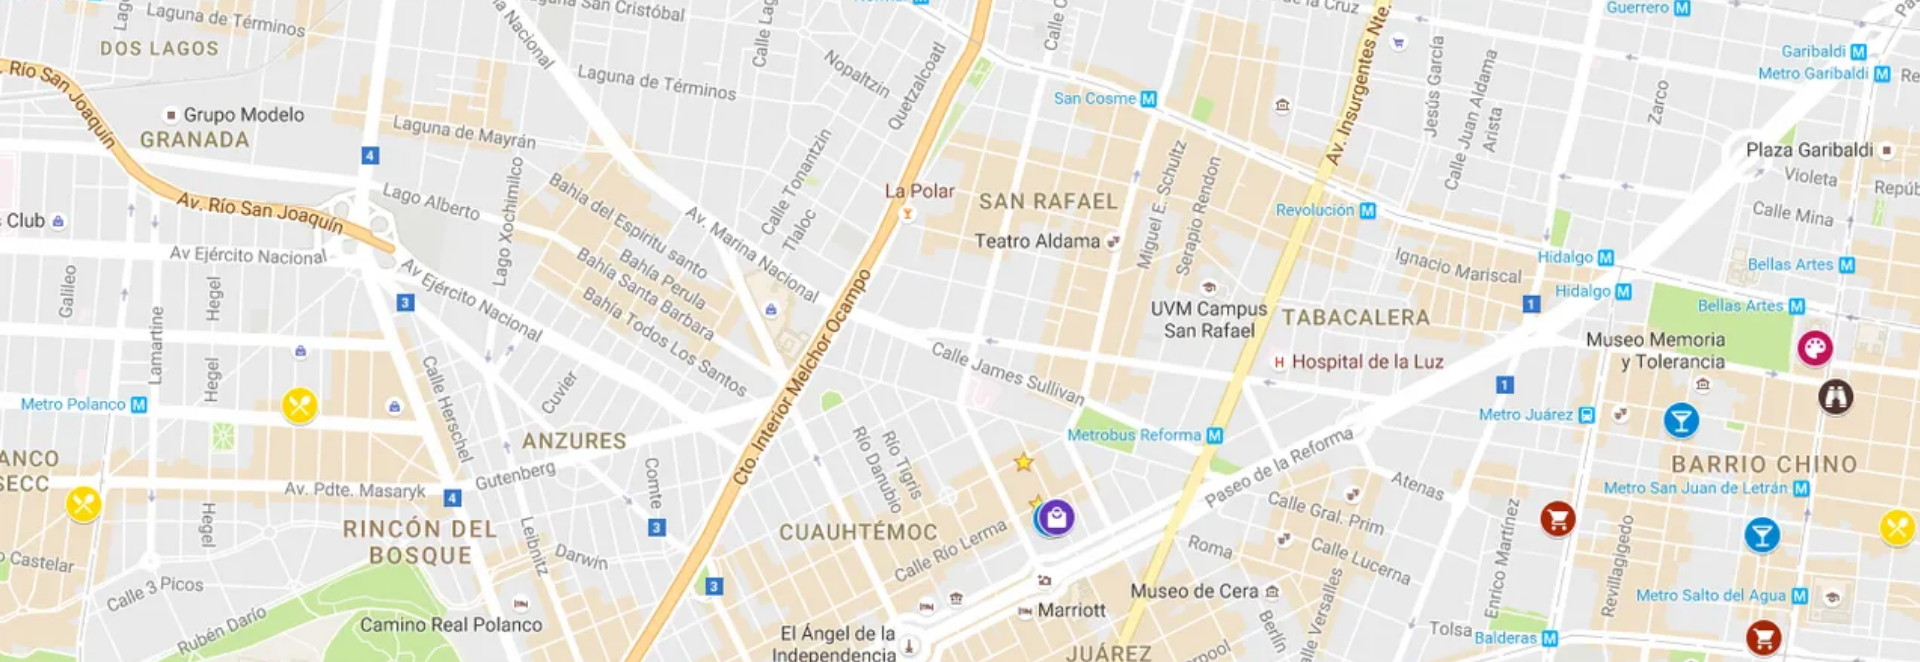 Laguna de Términos
Laguna San Cristóbal
DOS LAGOS
Río San Joaquín
Grupo Modelo
GRANADA
4
Laguna de Mayrán
Laguna de Términos
Nopaltzin
Quetzalcoatl
Calle Tonantzin
Tlaloc
Lago Alberto
Lago Xochimilco
Bahia del Espiritu santo
Bahía Perula
Bahía Santa Barbara
Bahía Todos Los Santos
Av. Marina Nacional
Av. Río San Joaquín
Club
Av Ejército Nacional
Av Ejército Nacional
3
Galileo
Hegel
Lamartine
Hegel
Hegel
Metro Polanco
Calle Herschel
Cuvier
ANZURES
Gutenberg
Av. Pdte. Masaryk
4
Comte
3
3
RINCÓN DEL
BOSQUE
Leibnitz
Darwin
Castelar
Calle 3 Picos
Rubén Darío
Camino Real Polanco
Cto. Interior Melchor Ocampo
La Polar
San Cosme
SAN RAFAEL
Teatro Aldama
Miguel E. Schultz
Serapio Rendon
UVM Campus
San Rafael
Calle James Sullivan
Metrobus Reforma
Río Tigris
Río Danubio
CUAUHTÉMOC
Calle Río Lerma
El Ángel de la
Independencia
Marriott
JUÁREZ
Museo de Cera
Av. Insurgentes Nte.
de la Cruz
Guerrero
Garibaldi
Metro Garibaldi
Jesús García
Calle Juan Aldama
Arista
Zarco
Plaza Garibaldi
Violeta
Calle Mina
Revolución
Ignacio Mariscal
Hidalgo
Hidalgo
Bellas Artes
Bellas Artes
1
TABACALERA
Hospital de la Luz
Museo Memoria
y Tolerancia
1
Metro Juárez
Paseo de la Reforma
Atenas
BARRIO CHINO
Metro San Juan de Letrán
Calle Gral. Prim
Calle Lucerna
Roma
Berlín
Versalles
Enrico Martínez
Revillagigedo
Metro Salto del Agua
Tolsa
Balderas